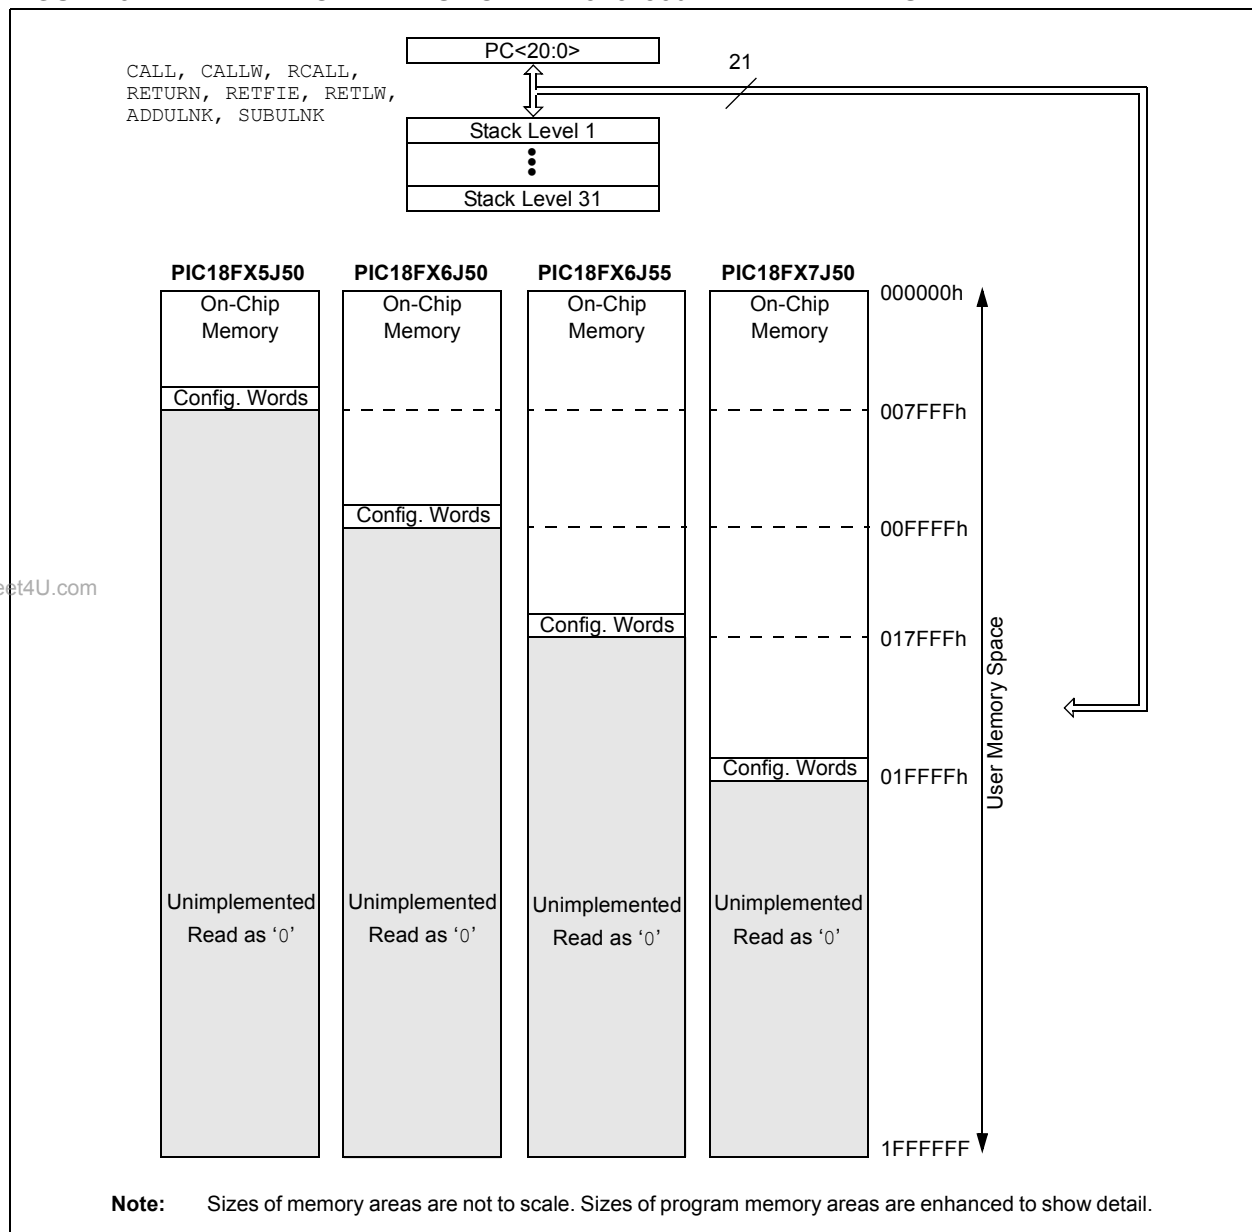 PC<20:0>
21
CALL, CALLW, RCALL,
RETURN, RETFIE, RETLW,
ADDULNK, SUBULNK
Stack Level 1
Stack Level 31
PIC18FX5J50
PIC18FX6J50
PIC18FX6J55
PIC18FX7J50
On-Chip
Memory
On-Chip
Memory
On-Chip
Memory
On-Chip
Memory
000000h
Config. Words
007FFFh
Config. Words
00FFFFh
eet4U.com
Config. Words
017FFFh
Config. Words
01FFFFh
User Memory Space
Unimplemented
Read as ‘0’
Unimplemented
Read as ‘0’
Unimplemented
Read as ‘0’
Unimplemented
Read as ‘0’
1FFFFFF
Note: Sizes of memory areas are not to scale. Sizes of program memory areas are enhanced to show detail.